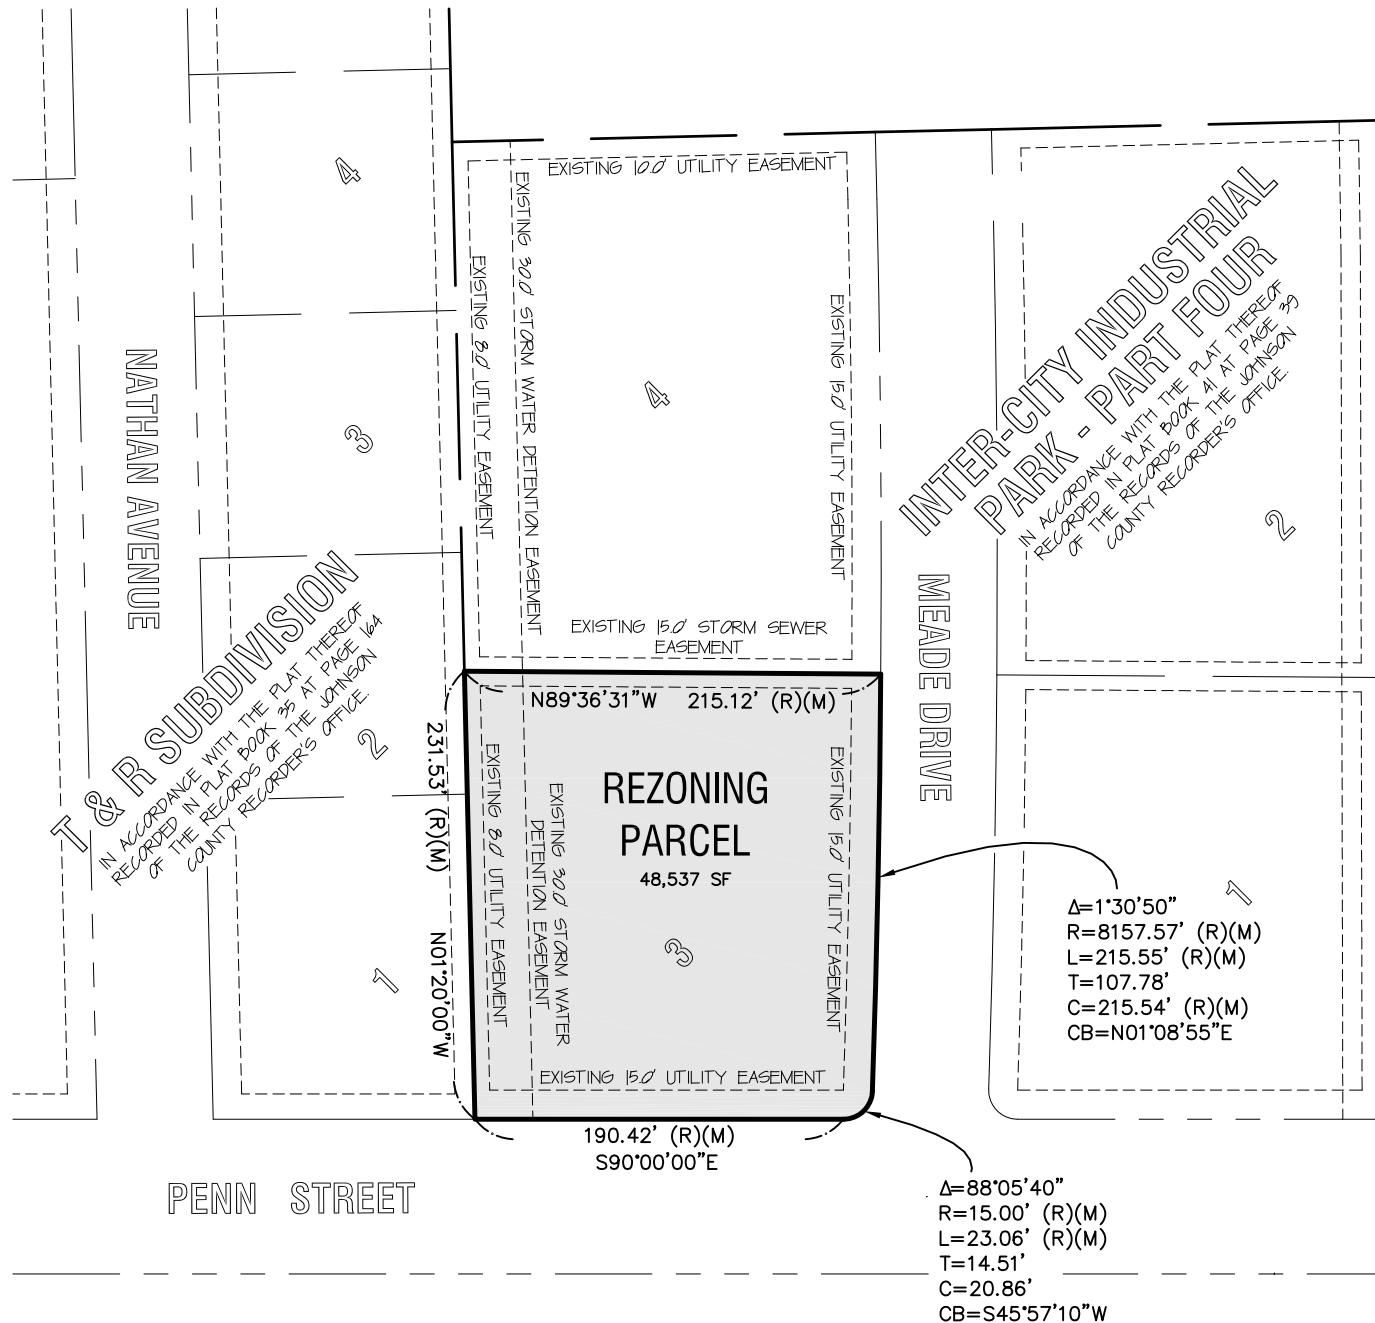 4
EXISTING 10.0' UTILITY EASEMENT
EXISTING 30.0' STORM WATER DETENTION EASEMENT
EXISTING 8.0' UTILITY EASEMENT
EXISTING 15.0' UTILITY EASEMENT
4
EXISTING 15.0' STORM SEWER
EASEMENT
INTER-CITY INDUSTRIAL
PARK - PART FOUR
IN ACCORDANCE WITH THE PLAT THEREOF
RECORDED IN PLAT BOOK 41 AT PAGE 39
OF THE RECORDS OF THE JOHNSON
COUNTY RECORDER'S OFFICE.
2
NATHAN AVENUE
3
T & R SUBDIVISION
IN ACCORDANCE WITH THE PLAT THEREOF
RECORDED IN PLAT BOOK 35 AT PAGE 164
OF THE RECORDS OF THE JOHNSON
COUNTY RECORDER'S OFFICE.
2
1
MEADE DRIVE
N89°36'31"W 215.12' (R)(M)
231.53' (R)(M) N01°20'00"W
EXISTING 8.0' UTILITY EASEMENT
EXISTING 30.0' STORM WATER
DETENTION EASEMENT
REZONING
PARCEL
48,537 SF
3
EXISTING 15.0' UTILITY EASEMENT
EXISTING 15.0' UTILITY EASEMENT
190.42' (R)(M)
S90°00'00"E
1
Δ=1°30'50"
R=8157.57' (R)(M)
L=215.55' (R)(M)
T=107.78'
C=215.54' (R)(M)
CB=N01°08'55"E
PENN STREET
Δ=88°05'40"
R=15.00' (R)(M)
L=23.06' (R)(M)
T=14.51'
C=20.86'
CB=S45°57'10"W